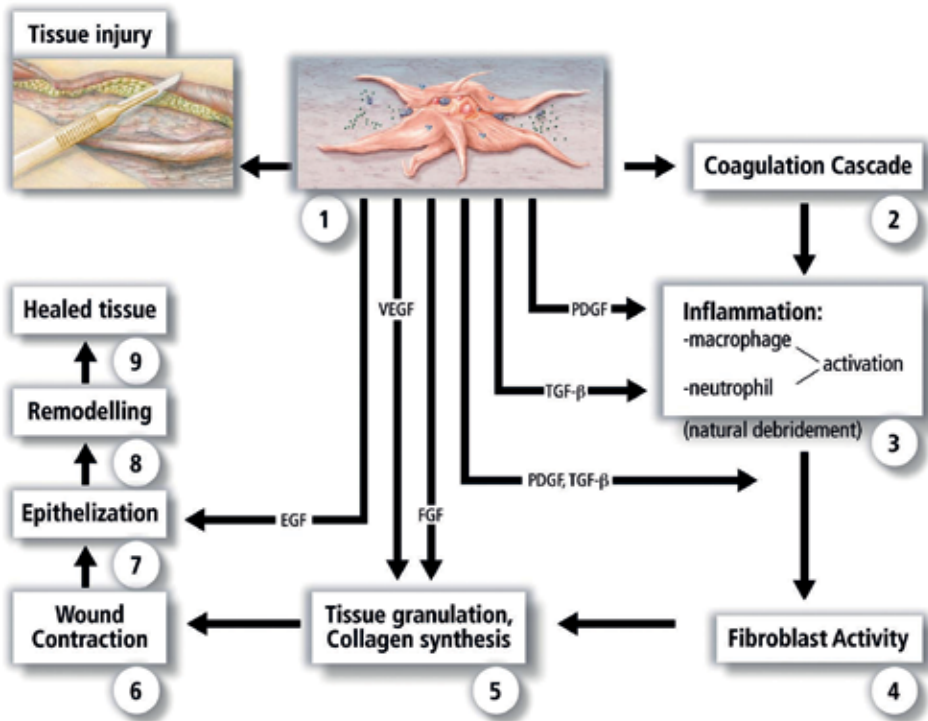 Tissue injury
1
Coagulation Cascade
2
VEGF
PDGF
Inflammation:
-macrophage
activation
-neutrophil
TGF-β
(natural debridement)
3
Healed tissue
9
Remodelling
8
PDGF, TGF-β
Epithelization
EGF
FGF
7
Wound
Contraction
6
Tissue granulation,
Collagen synthesis
5
Fibroblast Activity
4